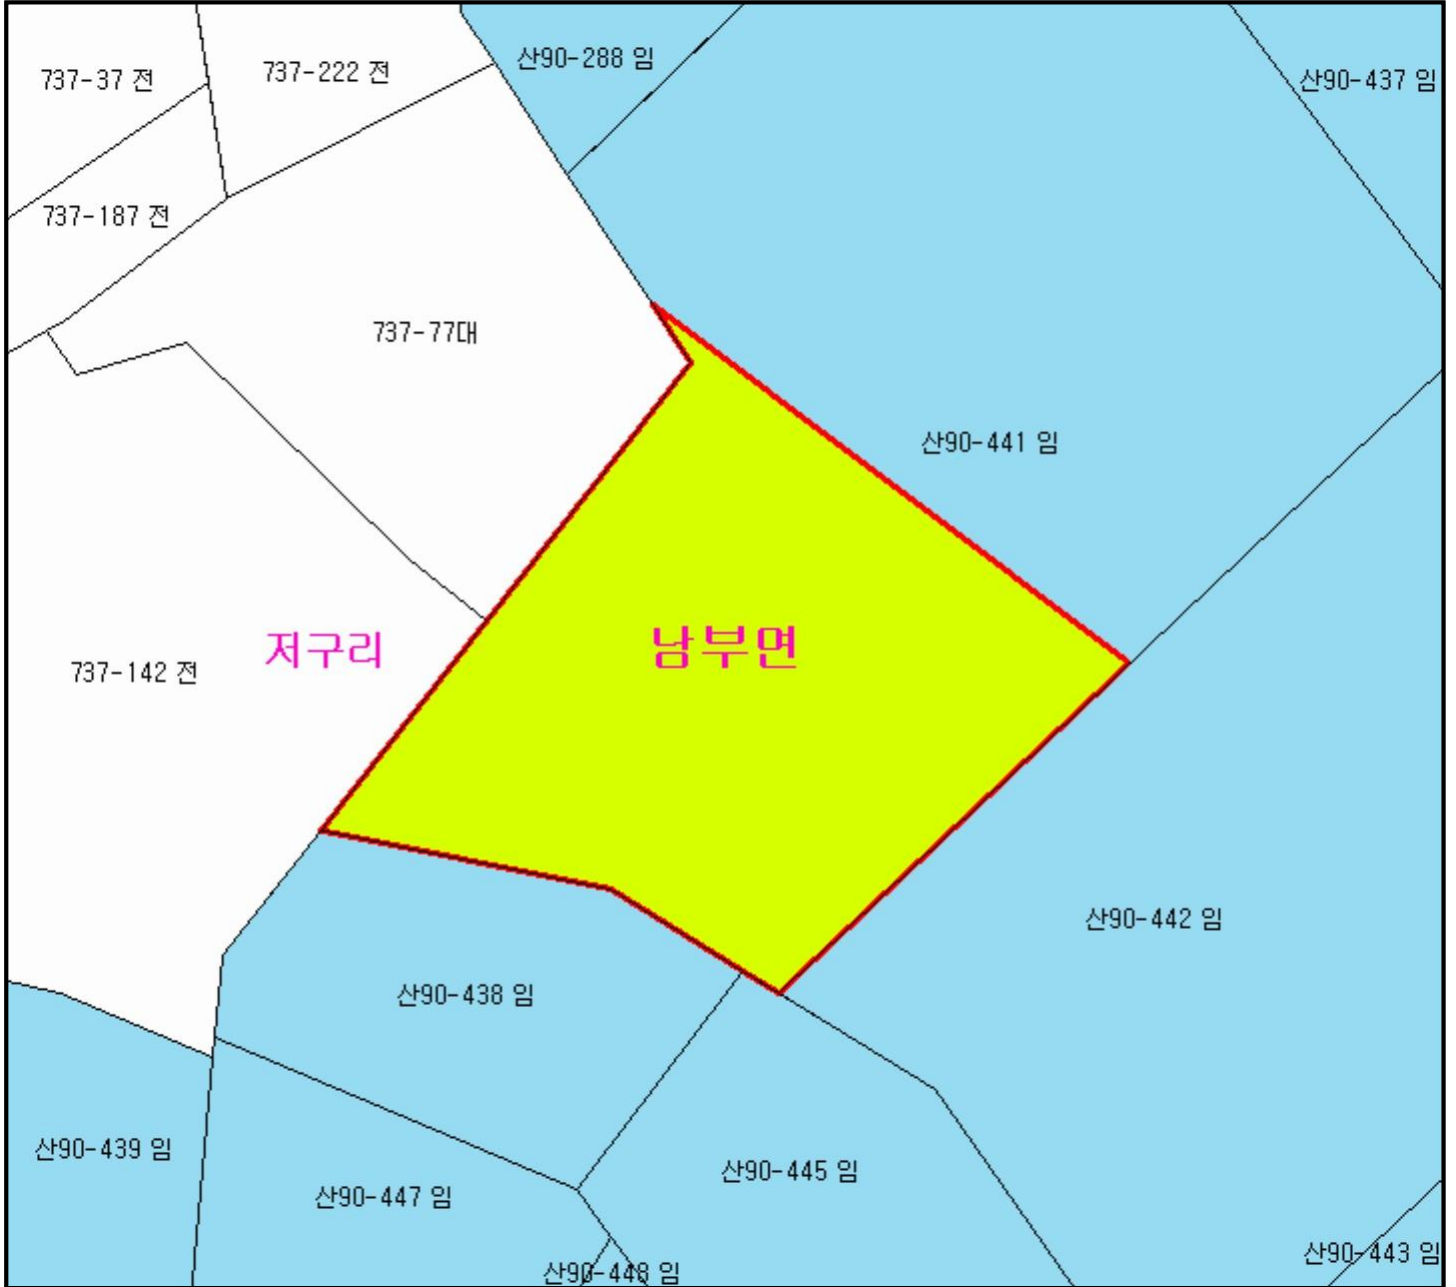 산90-288 임
737-222 전
737-37 전
산90-437 임
737-187 전
737-77대
산90-441 임
저구리
남부면
737-142 전
산90-442 임
산90-438 임
산90-439 임
산90-445 임
산90-447 임
산90-443 임
산90-448 임